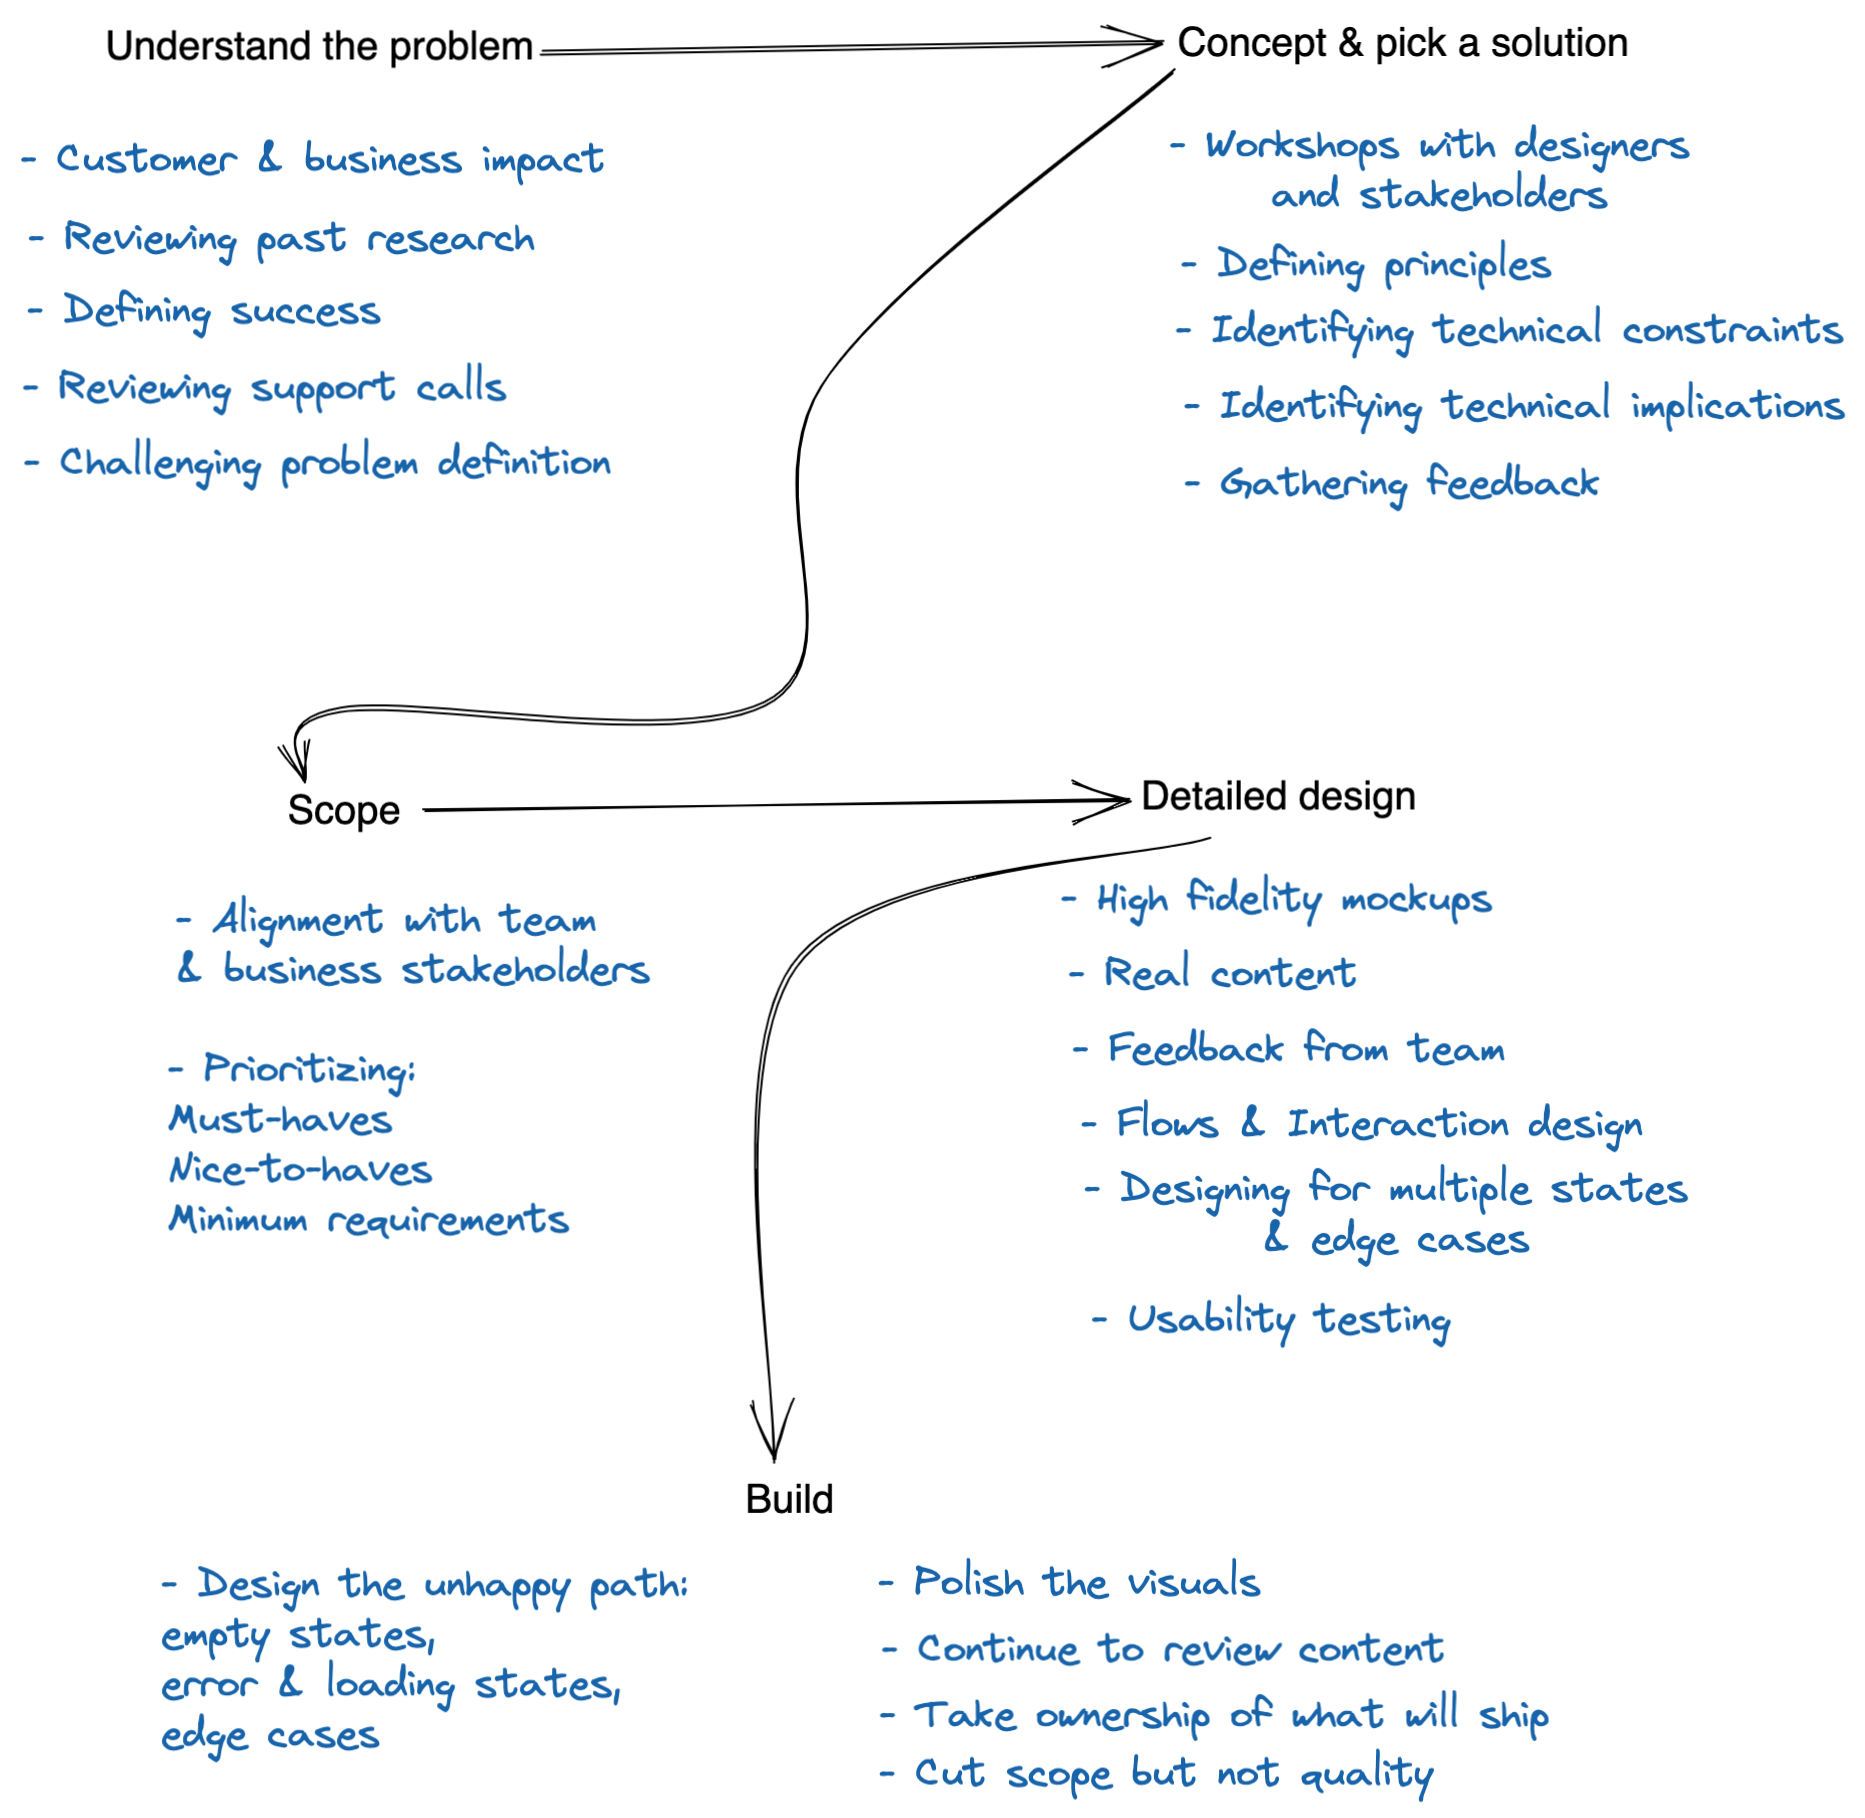 Understand the problem
- Customer & business impact
- Reviewing past research
- Defining success
- Reviewing support calls
- Challenging problem definition
Concept & pick a solution
- Workshops with designers
and stakeholders
- Defining principles
- Identifying technical constraints
- Identifying technical implications
- Gathering feedback
Scope
- Alignment with team
& business stakeholders
- Prioritizing:
Must-haves
Nice-to-haves
Minimum requirements
Detailed design
- High fidelity mockups
- Real content
- Feedback from team
- Flows & Interaction design
- Designing for multiple states
& edge cases
- Usability testing
Build
- Design the unhappy path:
empty states,
error & loading states,
edge cases
- Polish the visuals
- Continue to review content
- Take ownership of what will ship
- Cut scope but not quality